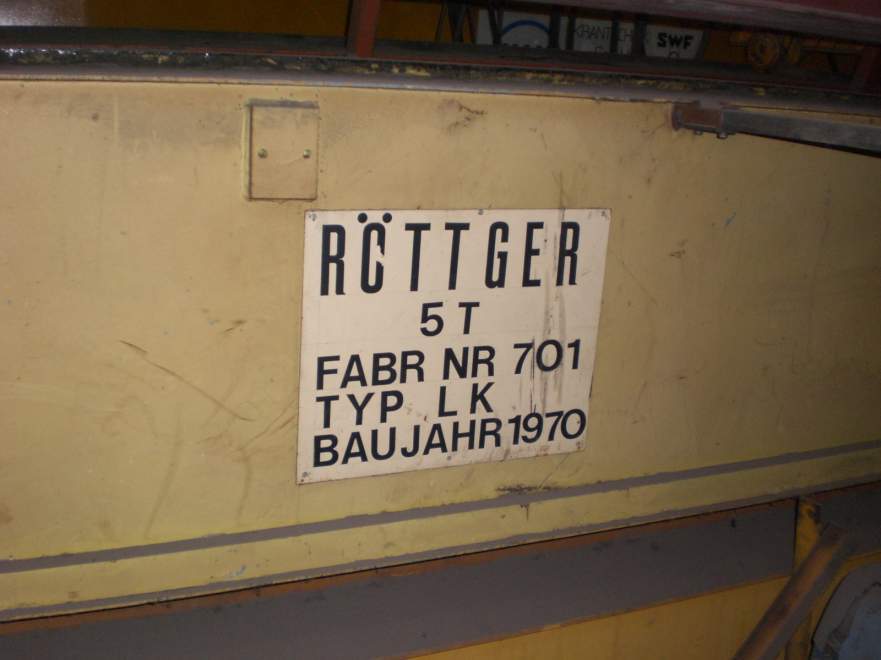 SWF
RÖTTGER
5 T
FABR NR 701
TYP LK
BAUJAHR 1970